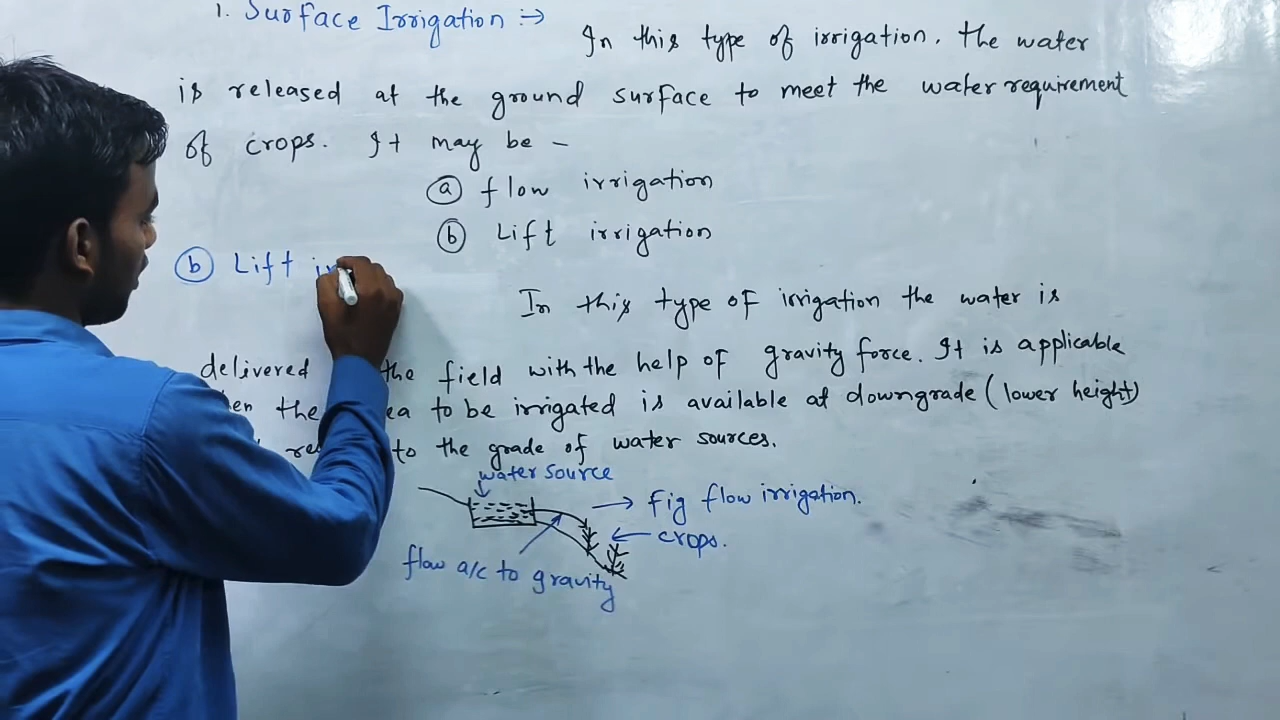 1. Surface Irrigation :->
In this type of irrigation. the water
is released at the ground surface to meet the water requirement
of crops. It may be -
(a) flow irrigation
(b) Lift irrigation
(b) Lift
In this type of irrigation the water is
delivered the field with the help of gravity force. It is applicable
the to be irrigated is available at downgrade (lower height)
to the grade of water sources.
water source
-> Fig flow irrigation.
<- crops.
flow a/c to gravity